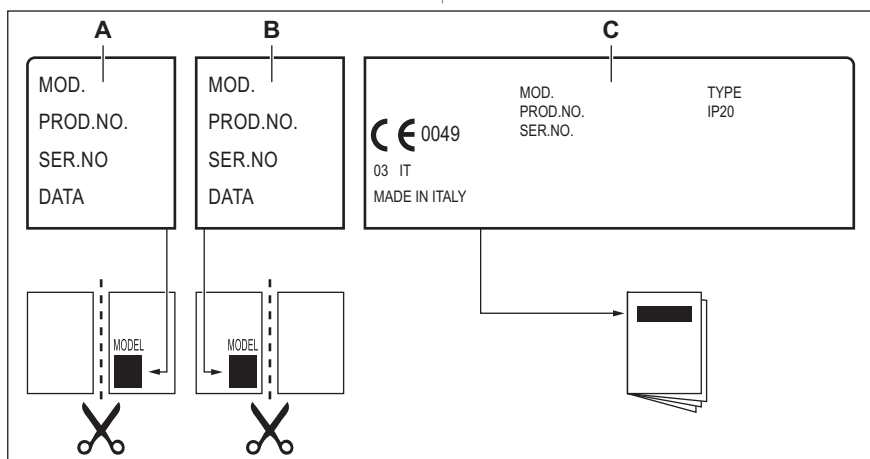 A
B
C
MOD.
PROD.NO.
SER.NO
DATA
MOD.
PROD.NO.
SER.NO
DATA
MOD.
PROD.NO.
SER.NO.
TYPE
IP20
CE 0049
03 IT
MADE IN ITALY
MODEL
MODEL